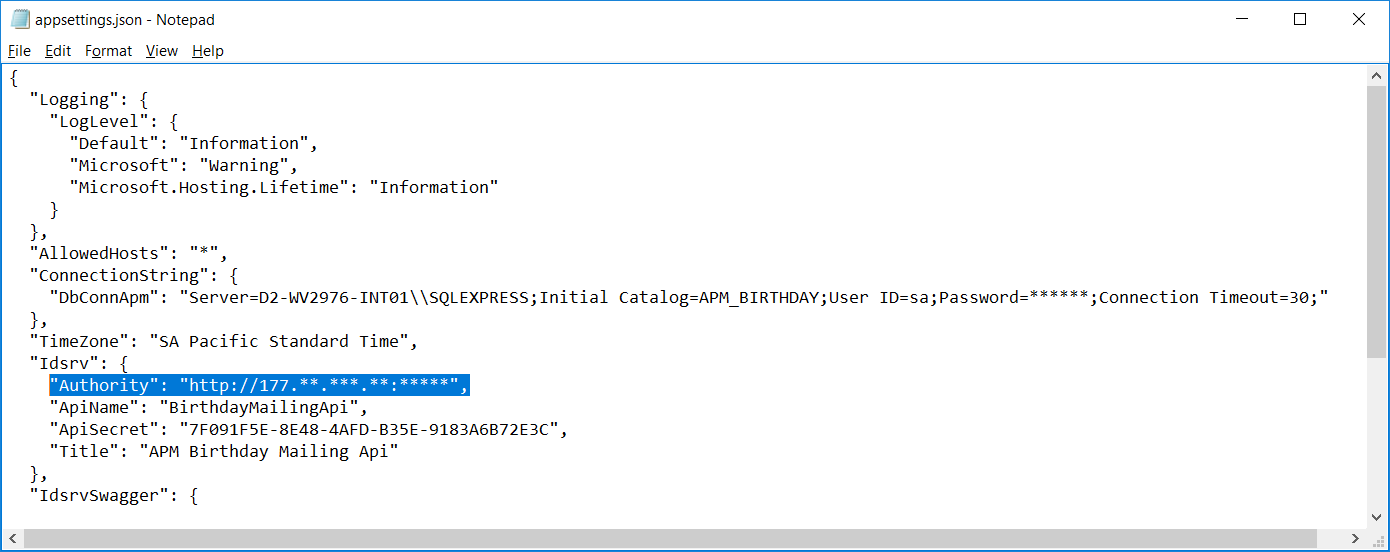 appsettings.json - Notepad
File Edit Format View Help
{
"Logging": {
"LogLevel": {
"Default": "Information",
"Microsoft": "Warning",
"Microsoft.Hosting.Lifetime": "Information"
}
},
"AllowedHosts": "*",
"ConnectionString": {
"DbConnApm": "Server=D2-WV2976-INT01\\SQLEXPRESS;Initial Catalog=APM_BIRTHDAY;User ID=sa;Password=******;Connection Timeout=30;"
},
"TimeZone": "SA Pacific Standard Time",
"Idsrv": {
"Authority": "http://177.**.***.**:*****",
"ApiName": "BirthdayMailingApi",
"ApiSecret": "7F091F5E-8E48-4AFD-B35E-9183A6B72E3C",
"Title": "APM Birthday Mailing Api"
},
"IdsrvSwagger": {